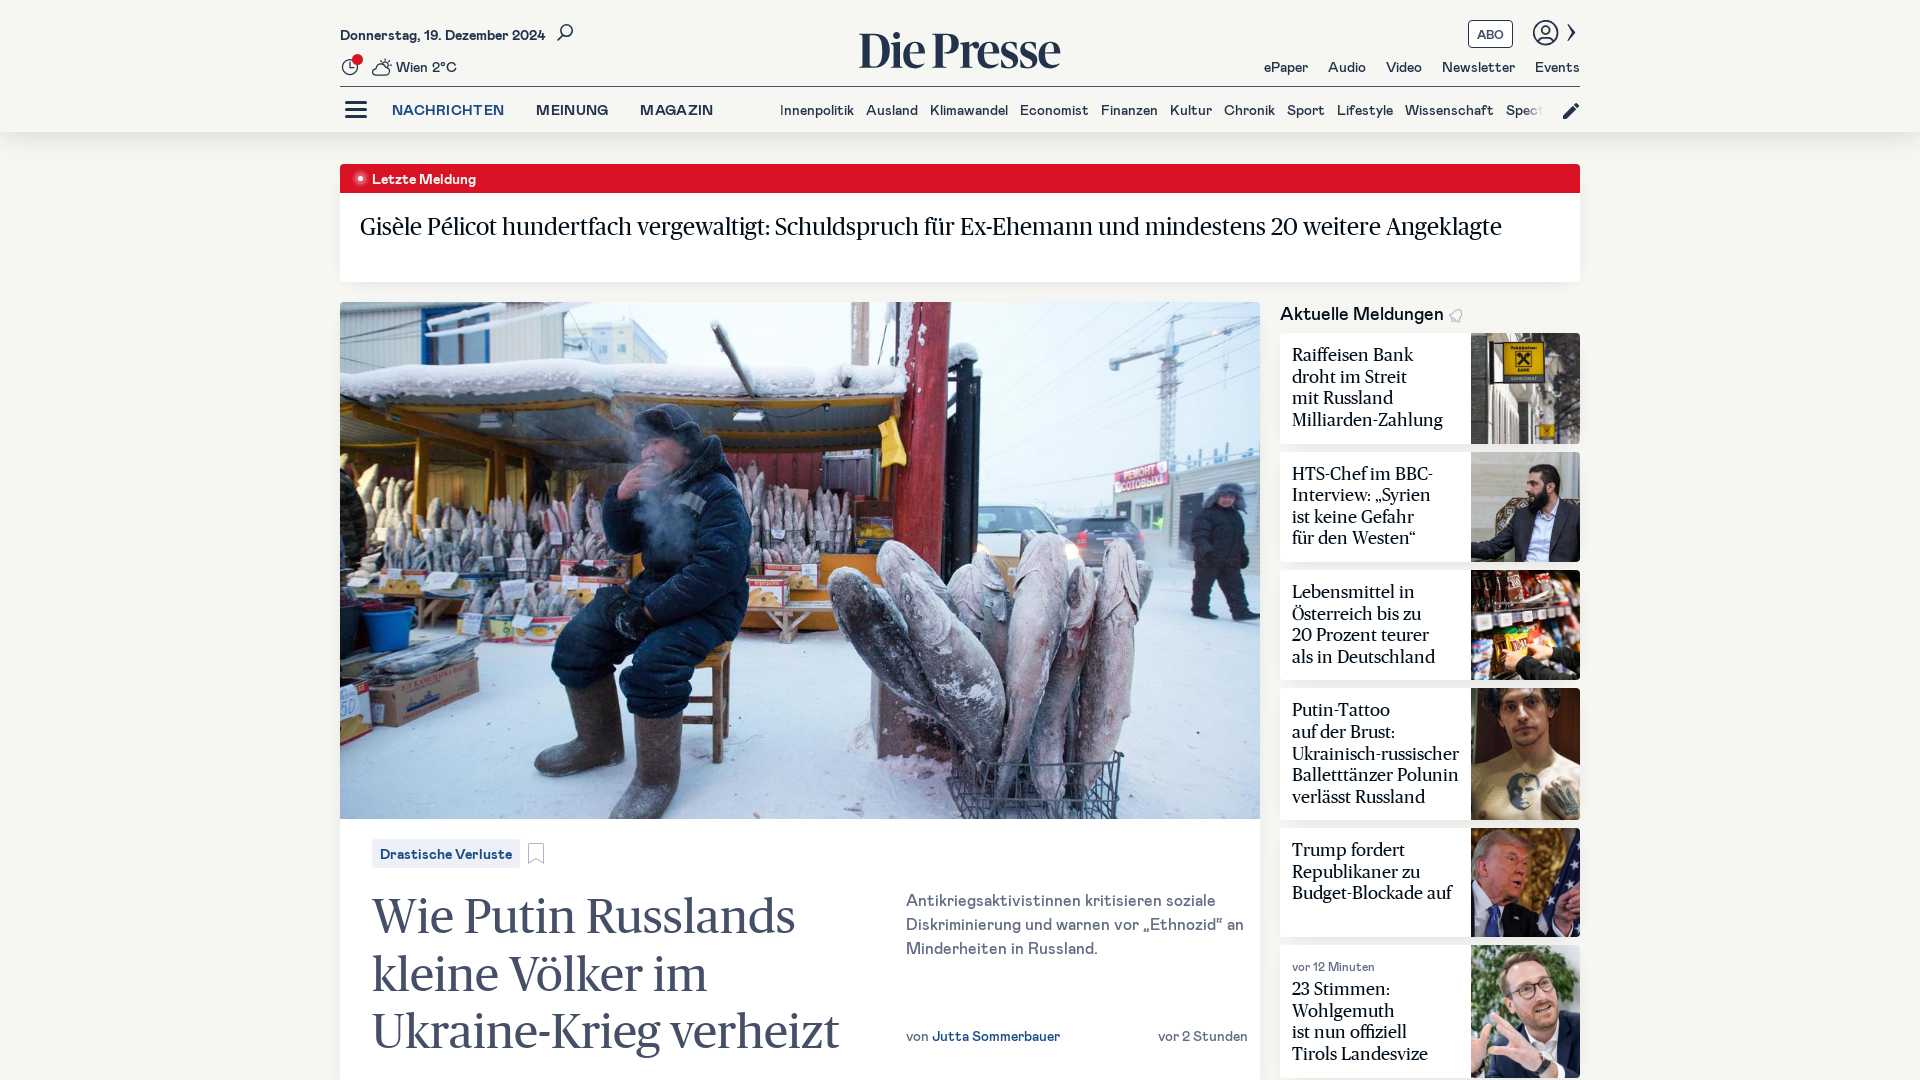 Donnerstag, 19. Dezember 2024
Wien 2°C
Die Presse
ABO
ePaper Audio Video Newsletter Events
NACHRICHTEN MEINUNG MAGAZIN
Innenpolitik Ausland Klimawandel Economist Finanzen Kultur Chronik Sport Lifestyle Wissenschaft Spect
Letzte Meldung
Gisèle Pélicot hundertfach vergewaltigt: Schuldspruch für Ex-Ehemann und mindestens 20 weitere Angeklagte
РЕМОНТ
СОТОВЫХ
Drastische Verluste
Wie Putin Russlands
kleine Völker im
Ukraine-Krieg verheizt
Antikriegsaktivistinnen kritisieren soziale
Diskriminierung und warnen vor „Ethnozid“ an
Minderheiten in Russland.
von Jutta Sommerbauer
vor 2 Stunden
Aktuelle Meldungen
Raiffeisen Bank
droht im Streit
mit Russland
Milliarden-Zahlung
HTS-Chef im BBC-
Interview: „Syrien
ist keine Gefahr
für den Westen“
Lebensmittel in
Österreich bis zu
20 Prozent teurer
als in Deutschland
Putin-Tattoo
auf der Brust:
Ukrainisch-russischer
Balletttänzer Polunin
verlässt Russland
Trump fordert
Republikaner zu
Budget-Blockade auf
vor 12 Minuten
23 Stimmen:
Wohlgemuth
ist nun offiziell
Tirols Landesvize